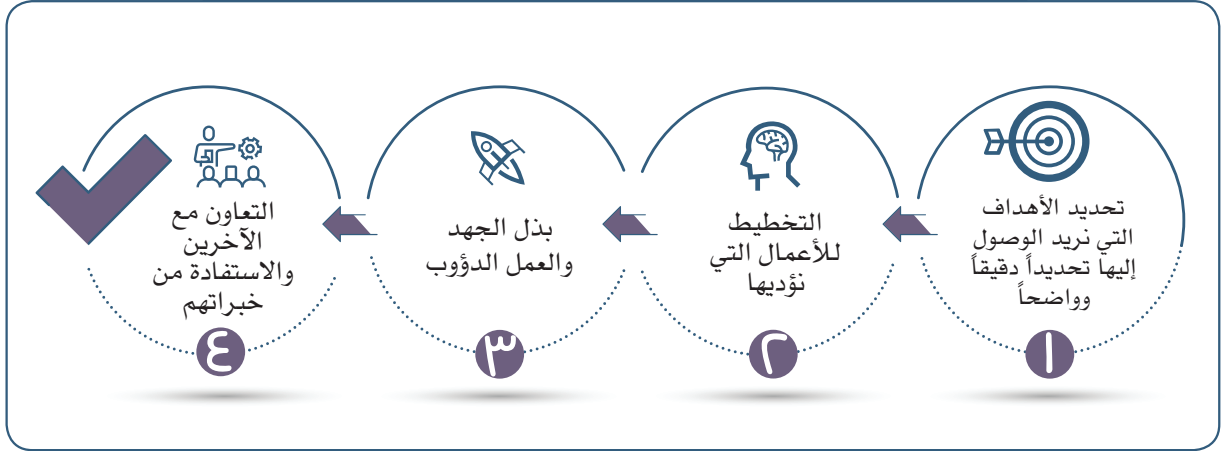 تحديد الأهداف
التي نريد الوصول
إليها تحديداً دقيقاً
وواضحاً
١
التخطيط
للأعمال التي
نؤديها
٢
بذل الجهد
والعمل الدؤوب
٣
التعاون مع
الآخرين
والاستفادة من
خبراتهم
٤